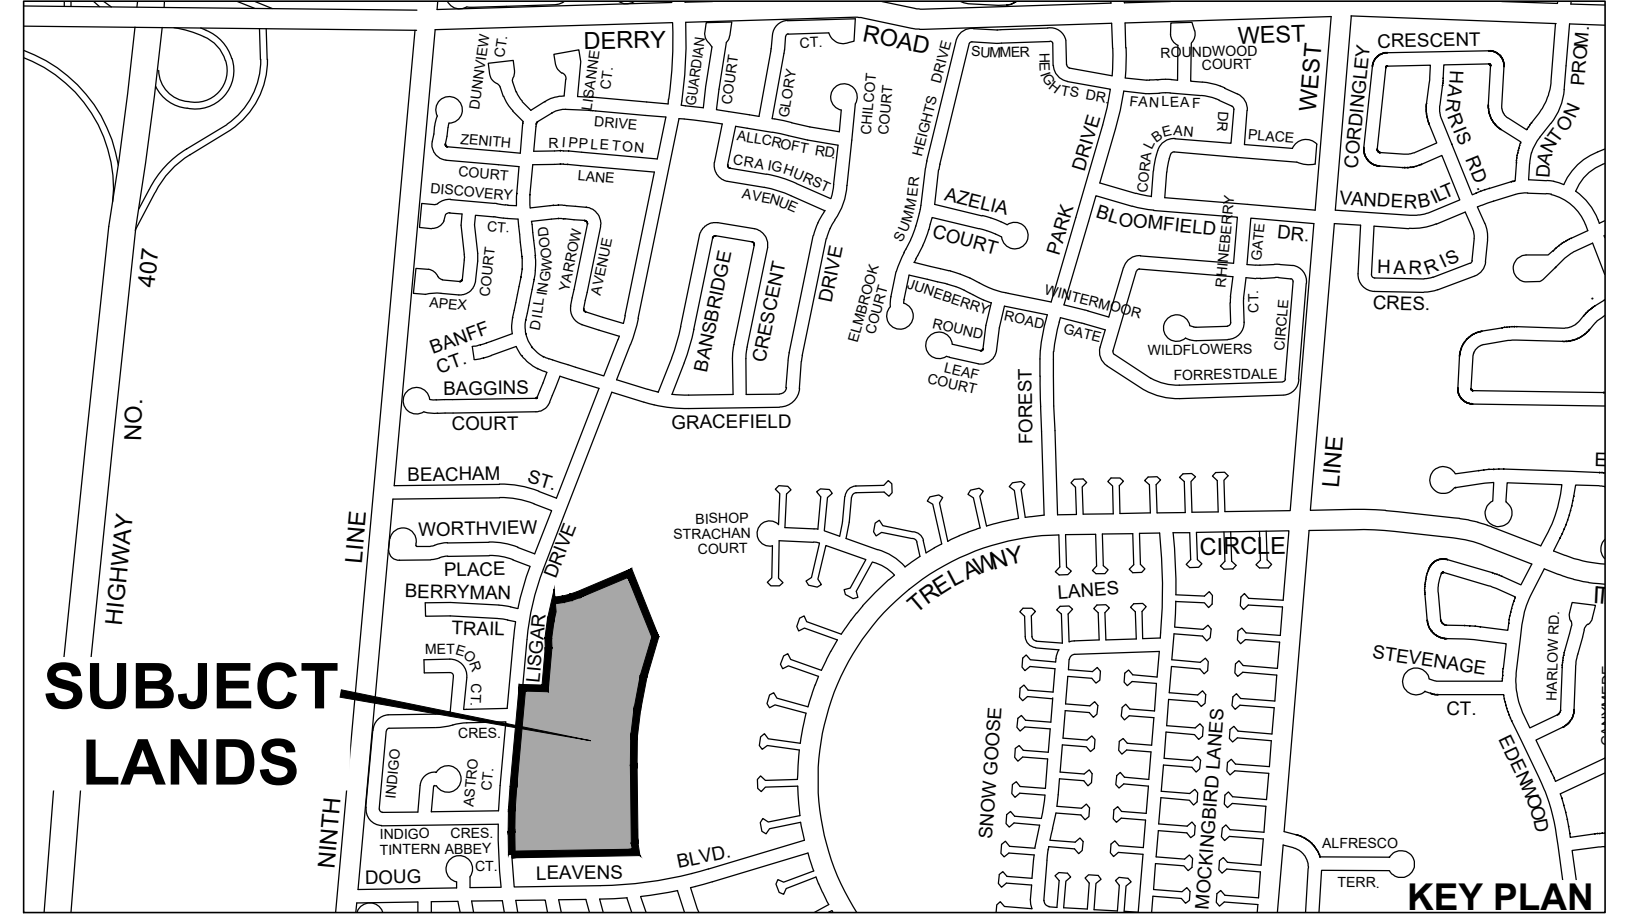 DERRY
ROAD
WEST
WEST
LINE
DUNNVIEW
CT.
LISANNE
CT.
GUARDIAN
COURT
GLORY
CT.
CHILCOT
COURT
ZENITH
COURT
RIPPLETON
DRIVE
LANE
ALLCROFT RD.
CRAIGHURST
AVENUE
DISCOVERY
CT.
APEX
COURT
DILLINGWOOD
YARROW
AVENUE
BANFF
CT.
BAGGINS
COURT
BANSBRIDGE
CRESCENT
DRIVE
GRACEFIELD
SUMMER
HEIGHTS DRIVE
SUMMER
HEIGHTS DR.
AZELIA
COURT
ELMBROOK
COURT
JUNEBERRY
ROAD
ROUND
LEAF
COURT
PARK
DRIVE
FOREST
ROUNDWOOD
COURT
FANLEAF
DR
CORALBEAN
PLACE
BLOOMFIELD
DR.
RHINEBERRY
GATE
WINTERMOOR
GATE
WILDFLOWERS
CT.
FORRESTDALE
CIRCLE
CORDINGLEY
CRESCENT
HARRIS RD.
DANTON PROM.
VANDERBILT
HARRIS
CRES.
HIGHWAY
NO.
407
NINTH
LINE
BEACHAM
ST.
WORTHVIEW
PLACE
BERRYMAN
TRAIL
LISGAR
DRIVE
METEOR
CT.
INDIGO
CRES.
ASTRO
CT.
INDIGO
CRES.
TINTERN ABBEY
CT.
DOUG
LEAVENS
BLVD.
SUBJECT
LANDS
BISHOP
STRACHAN
COURT
TRELAWNY
CIRCLE
LANES
SNOW GOOSE
MOCKINGBIRD LANES
STEVENAGE
CT.
HARLOW RD.
EDENWOOD
ALFRESCO
TERR.
KEY PLAN